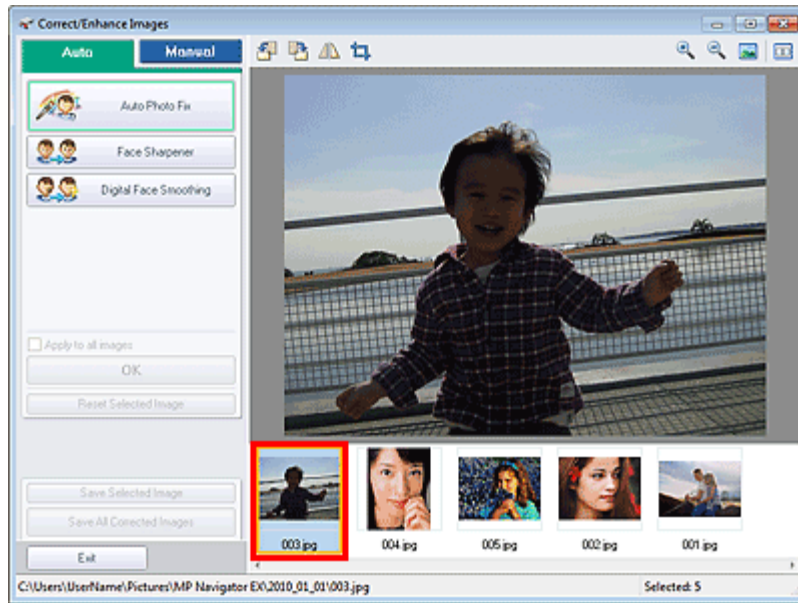 Correct/Enhance Images
Auto
Manual
Auto Photo Fix
Face Sharpener
Digital Face Smoothing
Apply to all images
OK
Reset Selected Image
Save Selected Image
Save All Corrected Images
Exit
003.jpg
004.jpg
005.jpg
002.jpg
001.jpg
C:\Users\UserName\Pictures\MP Navigator EX\2010_01_01\003.jpg
Selected: 5